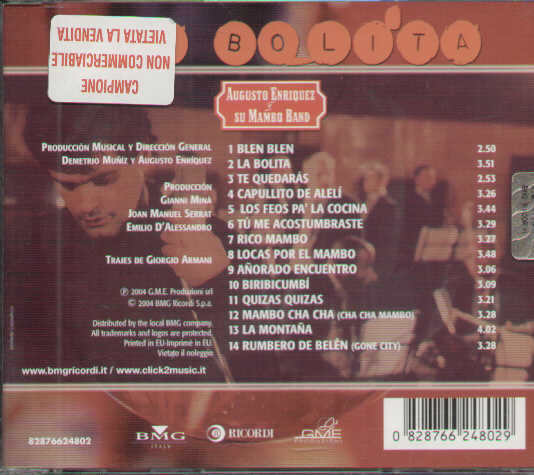 BOLITA
CAMPIONE
NON COMMERCIABILE
VIETATA LA VENDITA
AUGUSTO ENRIQUEZ
Y
SU MAMBO BAND
PRODUCCIÓN MUSICAL Y DIRECCIÓN GENERAL
DEMETRIO MUÑIZ Y AUGUSTO ENRÍQUEZ
PRODUCCIÓN
GIANNI MINÀ
JOAN MANUEL SERRAT
EMILIO D'ALESSANDRO
TRAJES DE GIORGIO ARMANI
℗ 2004 G.M.E. Produzioni srl
© 2004 BMG Ricordi S.p.a.
Distributed by the local BMG company.
All trademarks and logos are protected.
Printed in EU-Imprimé in EU.
Vietato il noleggio
www.bmgricordi.it / www.click2music.it
1 BLEN BLEN 2.50
2 LA BOLITA 3.51
3 TE QUEDARÁS 2.53
4 CAPULLITO DE ALELÍ 3.26
5 LOS FEOS PA' LA COCINA 3.44
6 TÚ ME ACOSTUMBRASTE 3.29
7 RICO MAMBO 3.27
8 LOCAS POR EL MAMBO 3.48
9 AÑORADO ENCUENTRO 3.06
10 BIRIBICUMBÍ 3.09
11 QUIZAS QUIZAS 3.21
12 MAMBO CHA CHA (CHA CHA MAMBO) 3.28
13 LA MONTAÑA 4.02
14 RUMBERO DE BELÉN (GONE CITY) 3.28
82876624802
BMG
ITALY
RICORDI
GME
PRODUZIONI
0 828766 248029